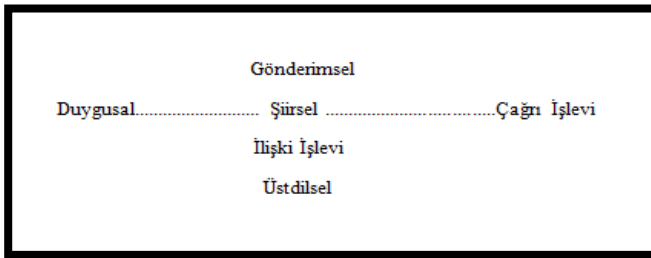 Gönderimsel
Duygusal........................... Şiirsel .....................................Çağrı İşlevi
İlişki İşlevi
Üstdilsel